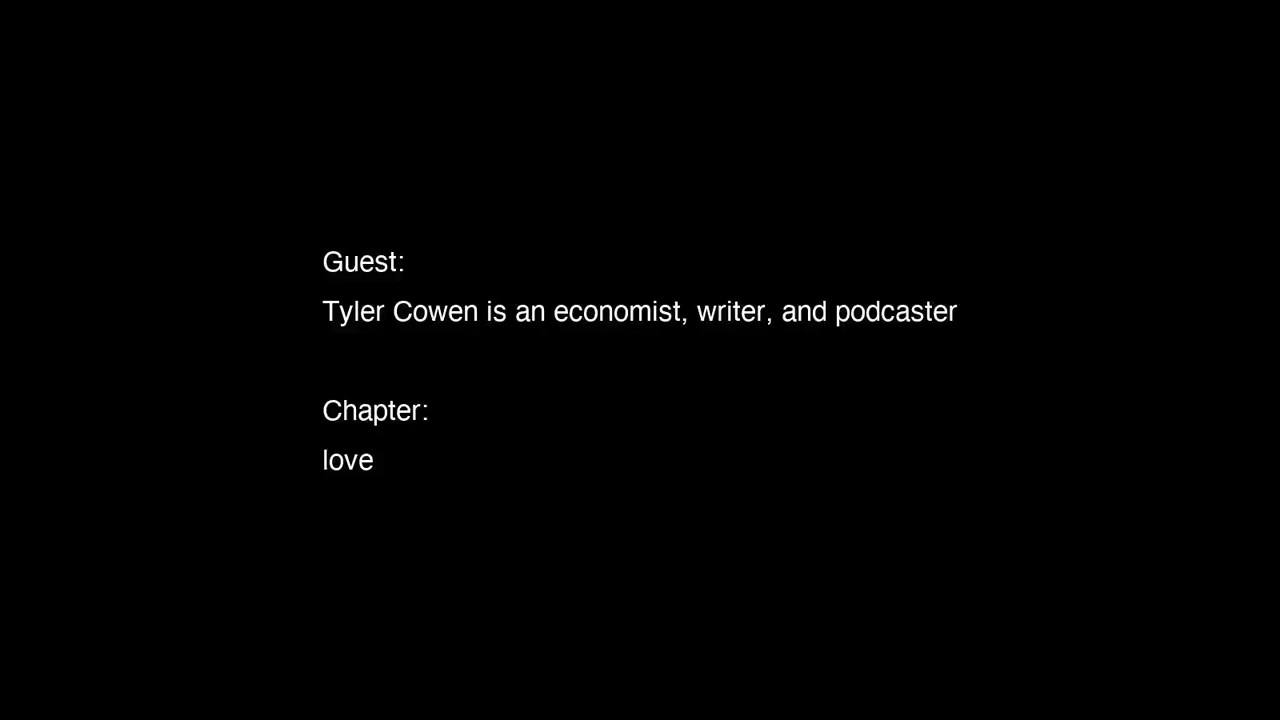 Guest:
Tyler Cowen is an economist, writer, and podcaster
Chapter:
love